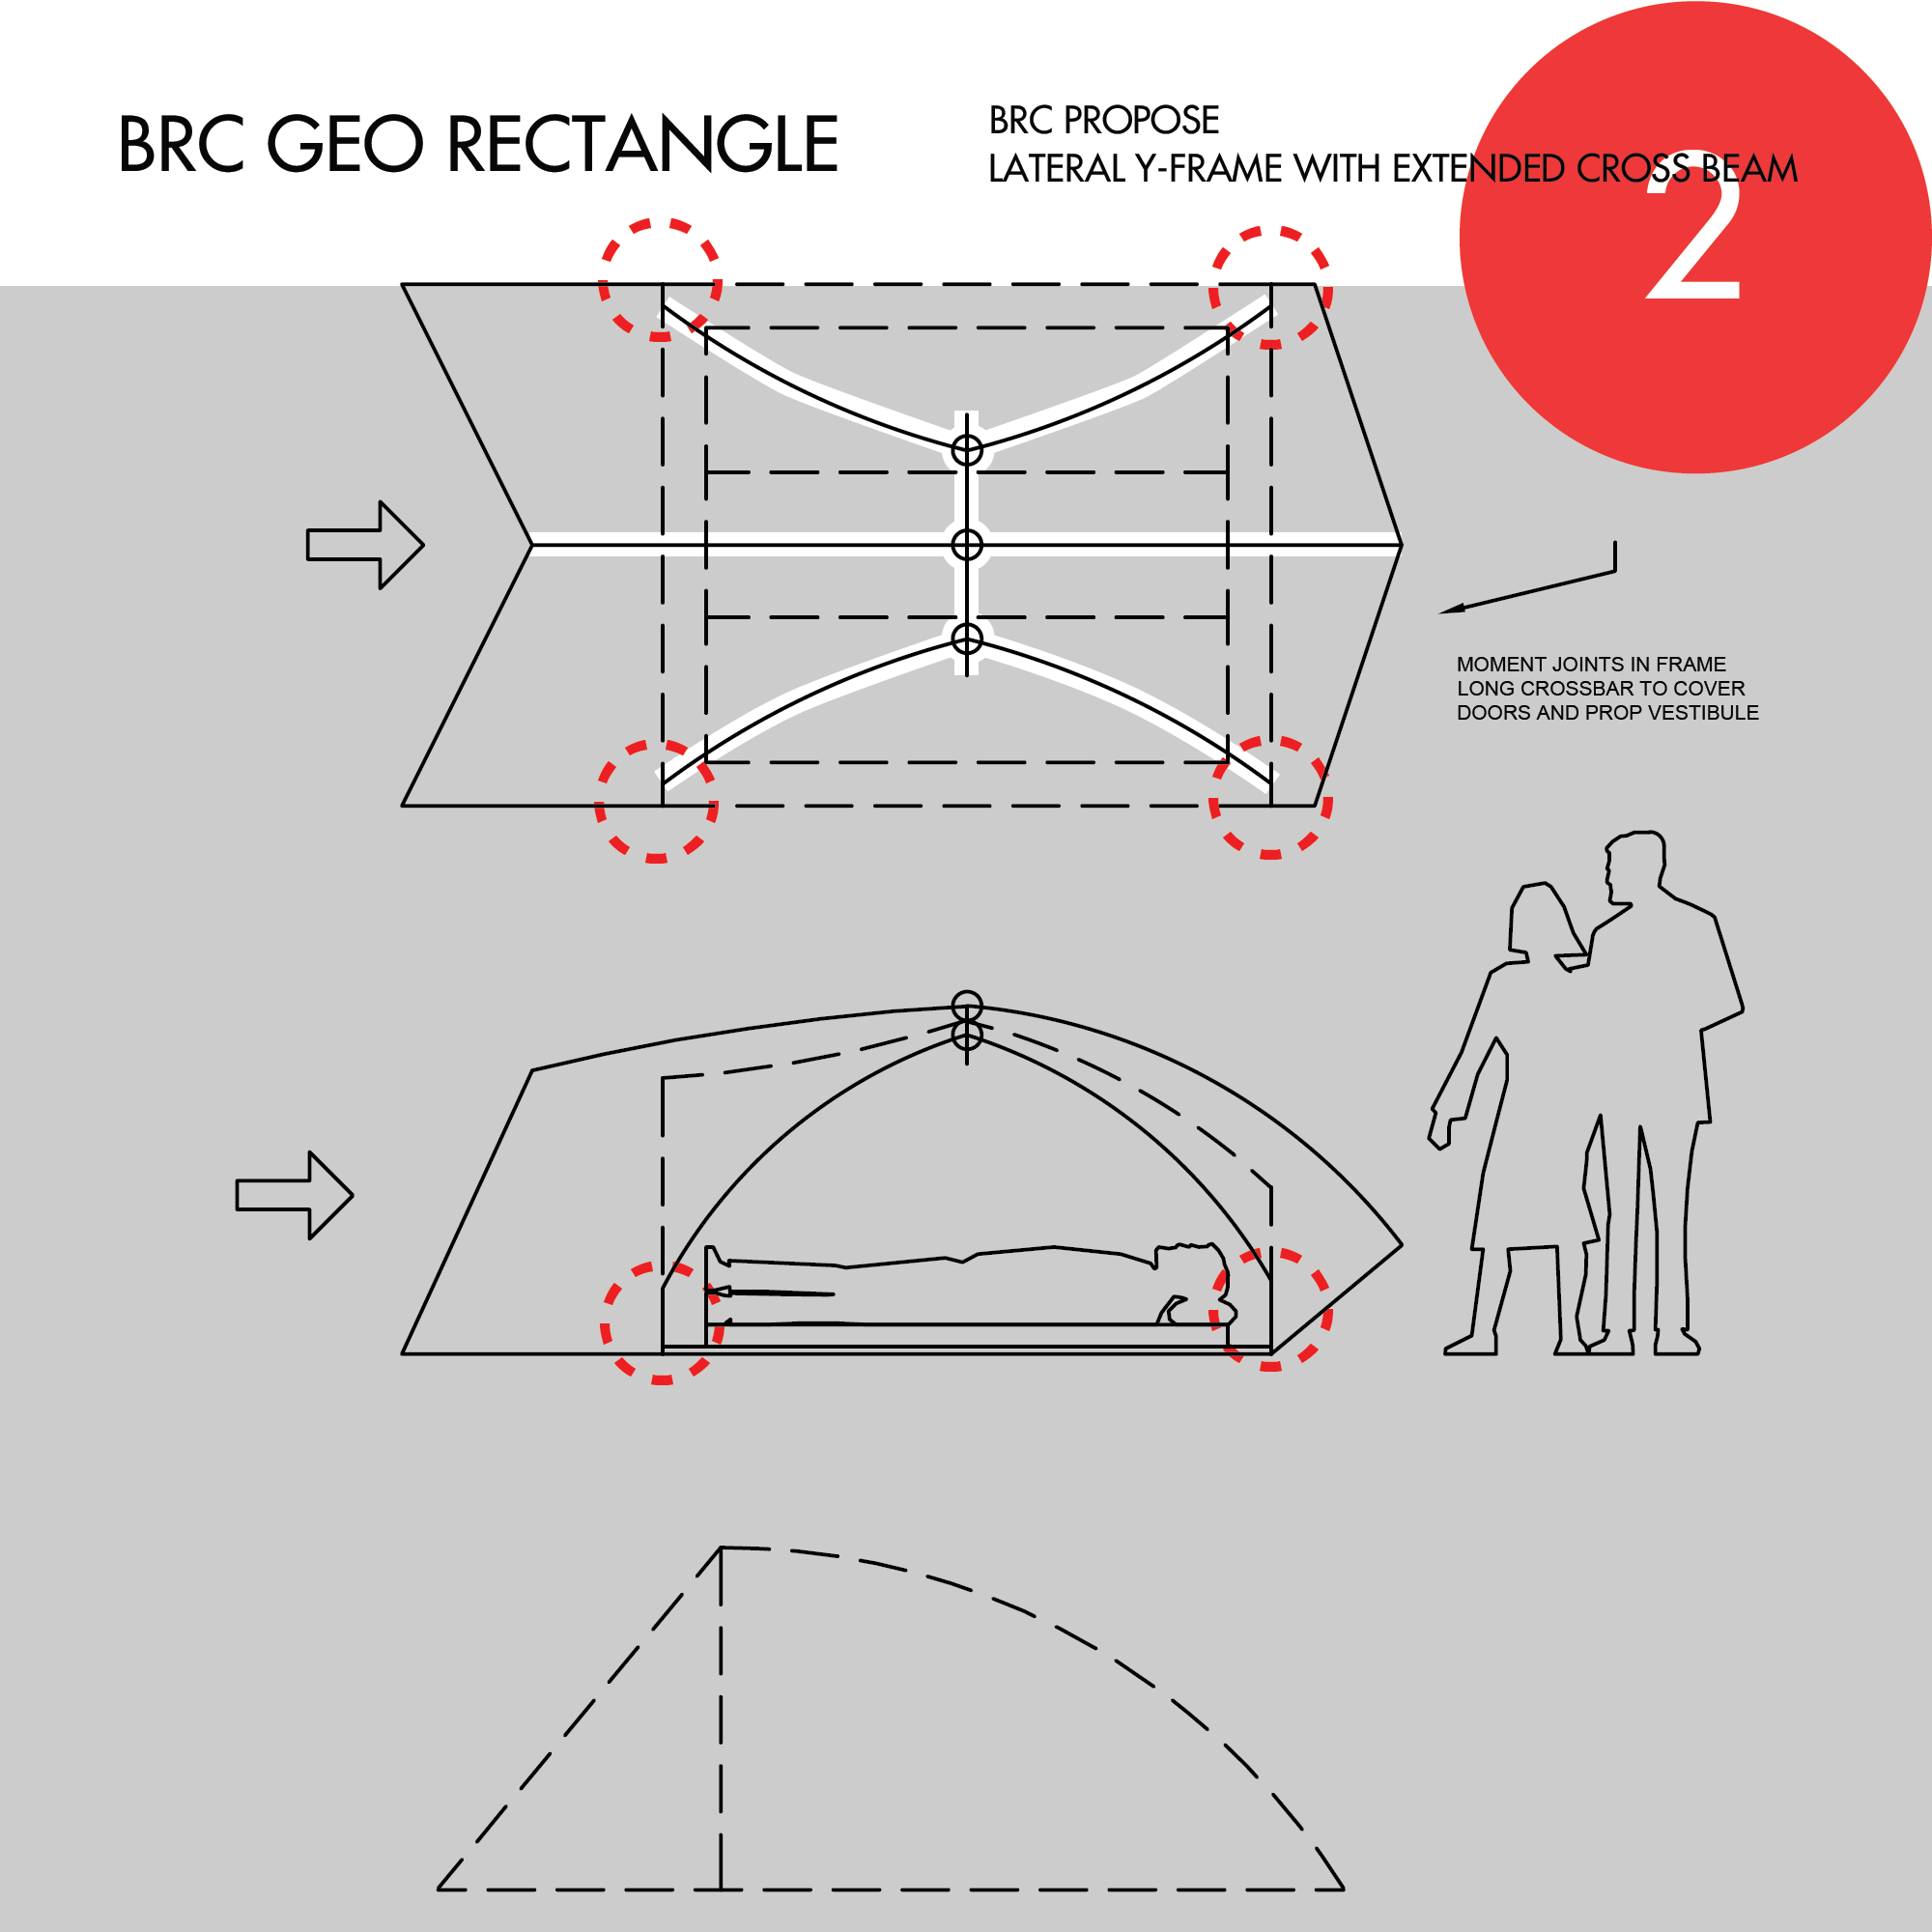 BRC GEO RECTANGLE
BRC PROPOSE
LATERAL Y-FRAME WITH EXTENDED CROSS BEAM
2
MOMENT JOINTS IN FRAME
LONG CROSSBAR TO COVER
DOORS AND PROP VESTIBULE